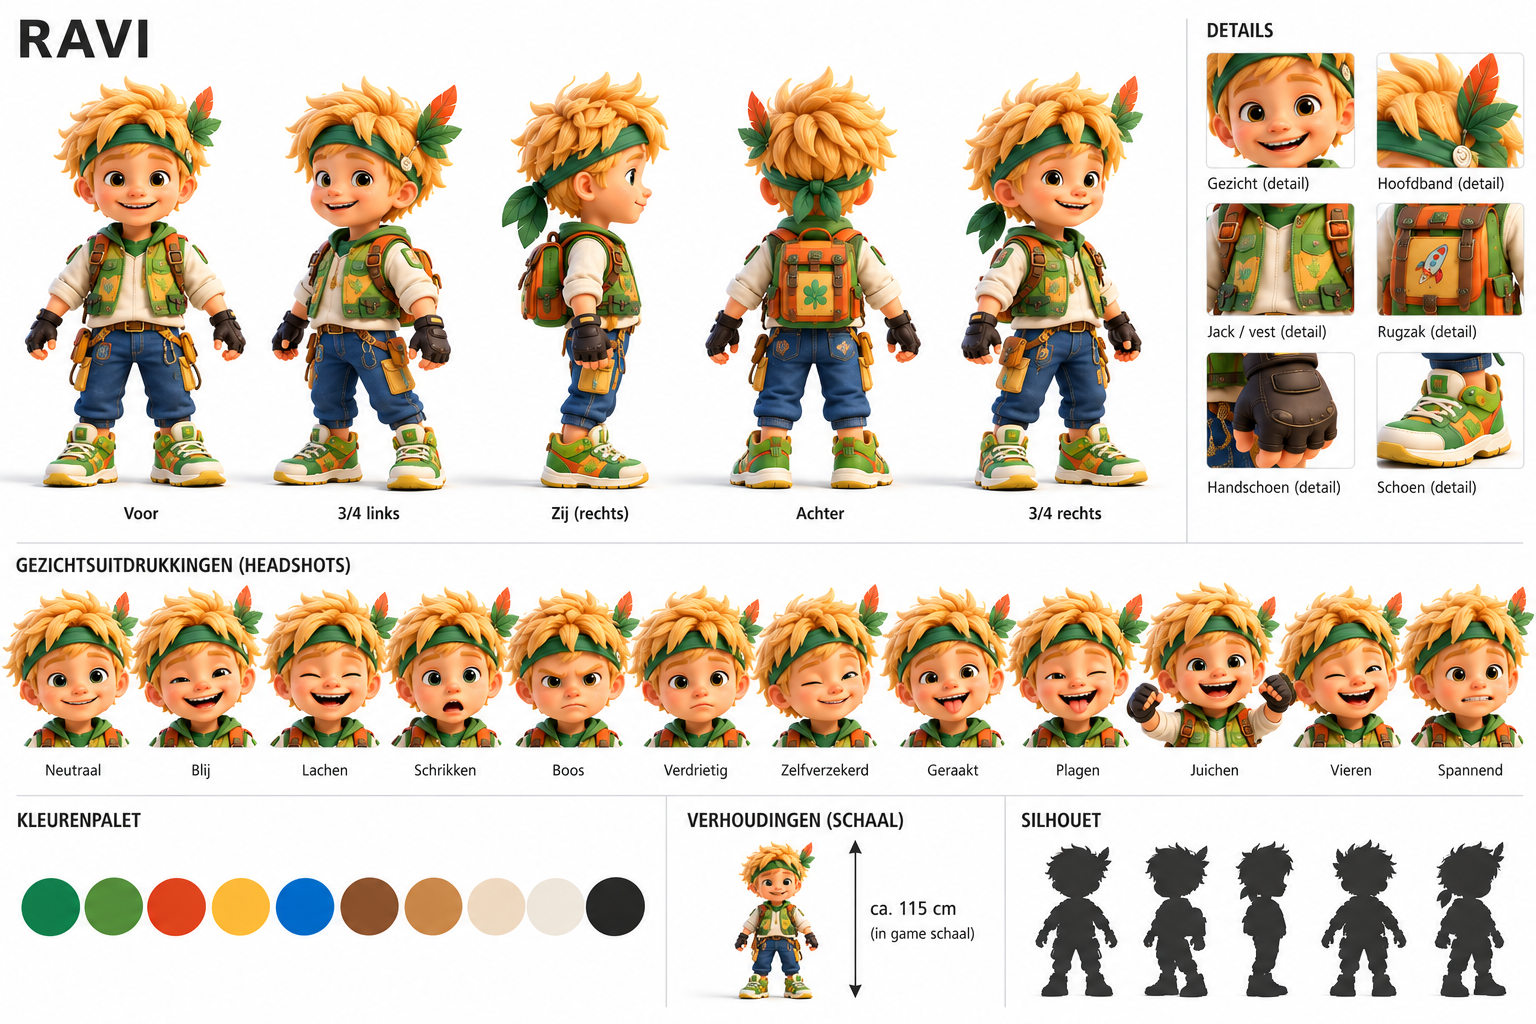 RAVI
Voor
3/4 links
Zij (rechts)
Achter
3/4 rechts
DETAILS
Gezicht (detail)
Hoofdband (detail)
Jack / vest (detail)
Rugzak (detail)
Handschoen (detail)
Schoen (detail)
GEZICHTSUITDRUKKINGEN (HEADSHOTS)
Neutraal
Blij
Lachen
Schrikken
Boos
Verdrietig
Zelfverzekerd
Geraakt
Plagen
Juichen
Vieren
Spannend
KLEURENPALET
VERHOUDINGEN (SCHAAL)
ca. 115 cm
(in game schaal)
SILHOUET